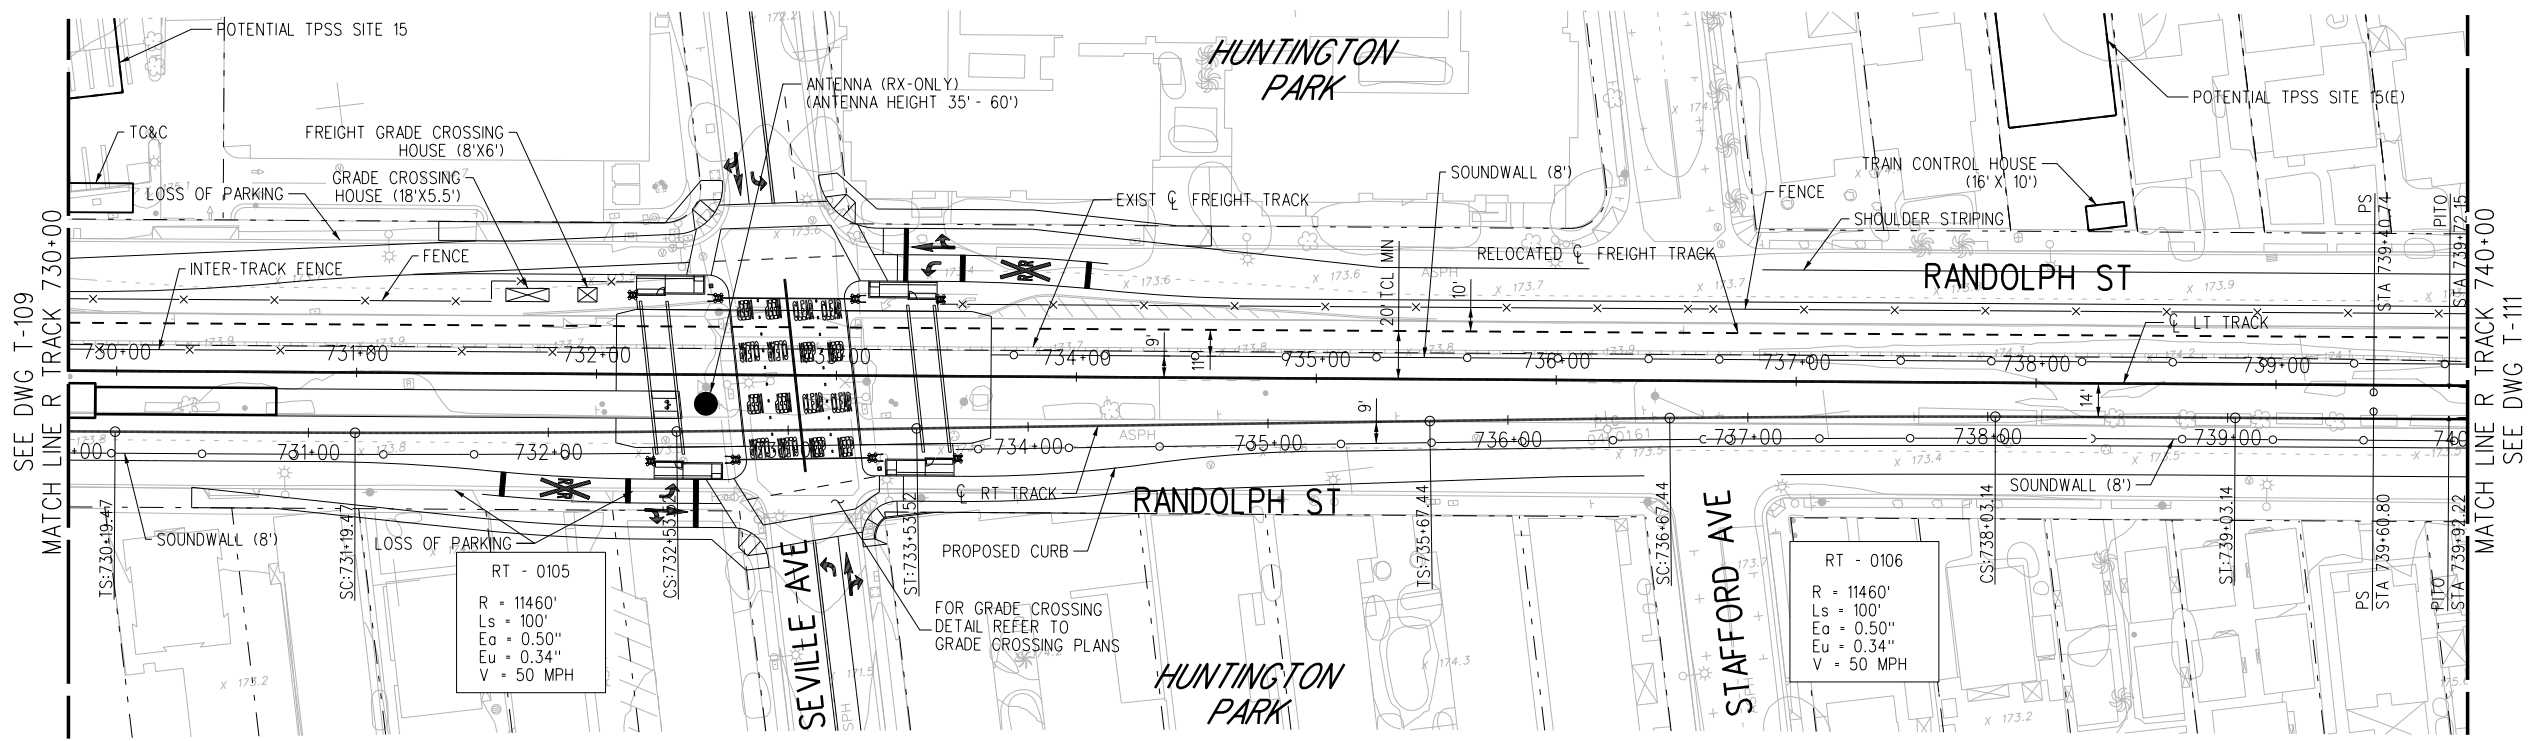 POTENTIAL TPSS SITE 15
TC&C
FREIGHT GRADE CROSSING
HOUSE (8'X6')
GRADE CROSSING
HOUSE (18'X5.5')
LOSS OF PARKING
INTER-TRACK FENCE
FENCE
ANTENNA (RX-ONLY)
(ANTENNA HEIGHT 35' - 60')
HUNTINGTON
PARK
EXIST ℄ FREIGHT TRACK
SOUNDWALL (8')
20' TCL MIN
10'
RELOCATED ℄ FREIGHT TRACK
FENCE
SHOULDER STRIPING
TRAIN CONTROL HOUSE
(16' X 10')
POTENTIAL TPSS SITE 15(E)
RANDOLPH ST
℄ LT TRACK
PS
STA 739+40.74
PITO
STA 739+72.15
SEE DWG T-109
MATCH LINE R TRACK 730+00
MATCH LINE R TRACK 740+00
SEE DWG T-111
730+00
731+00
732+00
734+00
735+00
736+00
737+00
738+00
739+00
9'
11'
9'
14'
731+00
732+00
734+00
735+00
736+00
737+00
738+00
739+00
SOUNDWALL (8')
LOSS OF PARKING
℄ RT TRACK
RANDOLPH ST
PROPOSED CURB
SOUNDWALL (8')
TS:730+19.47
SC:731+19.47
CS:732+53.52
ST:733+53.52
TS:735+67.44
SC:736+67.44
CS:738+03.14
ST:739+03.14
PS
STA 739+60.80
PITO
STA 739+92.22
RT - 0105
R = 11460'
Ls = 100'
Ea = 0.50"
Eu = 0.34"
V = 50 MPH
SEVILLE AVE
FOR GRADE CROSSING
DETAIL REFER TO
GRADE CROSSING PLANS
HUNTINGTON
PARK
STAFFORD AVE
RT - 0106
R = 11460'
Ls = 100'
Ea = 0.50"
Eu = 0.34"
V = 50 MPH